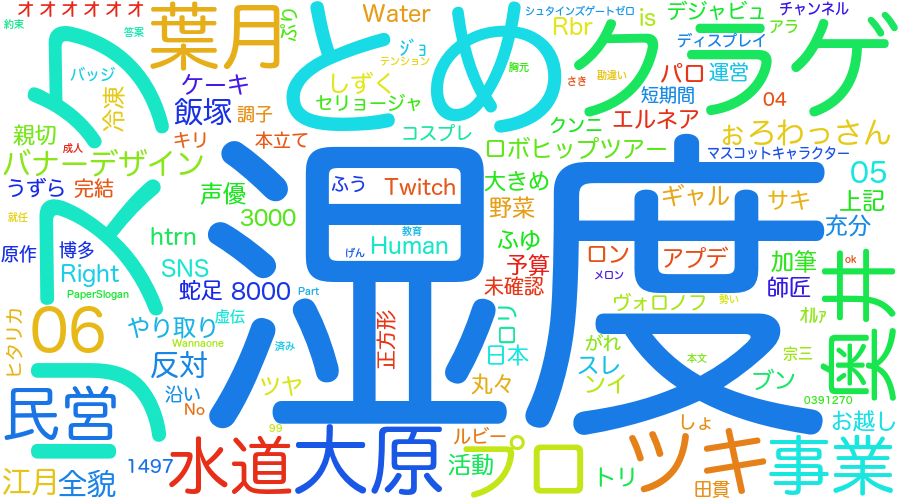 オオオオオオ
葉月
ぷり
とめ
Water
Rbr
is
デジャビュ
シュタインズゲートゼロ
チャンネル
アラ
約束
答案
リスク
クラゲ
ジョ
テンション
ディスプレイ
バッジ
ケーキ
しずく
胸元
さき
勘違い
パロ
運営
冷凍
飯塚
調子
セリョージャ
短期間
04
親切
成人
キリ
本立て
コスプレ
クンニ
エルネア
ぉろわっさん
バナーデザイン
ロボヒップツアー
マスコットキャラクター
うずら
完結
声優
ふう
Twitch
大きめ
ギャル
サキ
05
上記
就任
3000
野菜
充分
原作
博多
htrn
教育
Human
げん
ふゆ
ロン
アプデ
加筆
ok
Right
SNS
予算
メロン
師匠
PaperSlogan
蛇足
8000
Part
未確認
ヴォロノフ
勢い
奥井
湿度
ヒタリカ
06
やり取り
虚伝
正方形
ロリ
がれ
オルァ
Wannaone
済み
日本
本文
宗三
反対
スレ
ブン
民営
沿い
ツヤ
丸々
ンイ
0391270
No
99
しょ
お越し
水道
大原
ルビー
プロ
ツキ
事業
江月
全貌
1497
活動
トリ
田貫